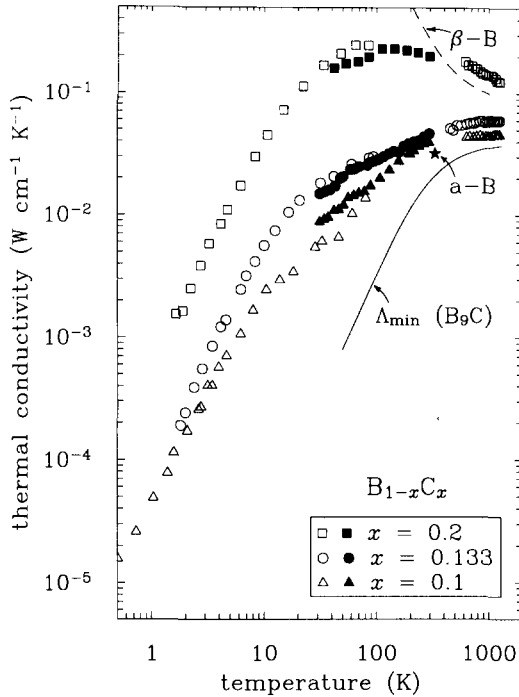 thermal conductivity (W cm⁻¹ K⁻¹)
10⁻¹
10⁻²
10⁻³
10⁻⁴
10⁻⁵
β−B
a−B
Λmin (B₉C)
B₁₋ₓCₓ
x = 0.2
x = 0.133
x = 0.1
1 10 100 1000
temperature (K)